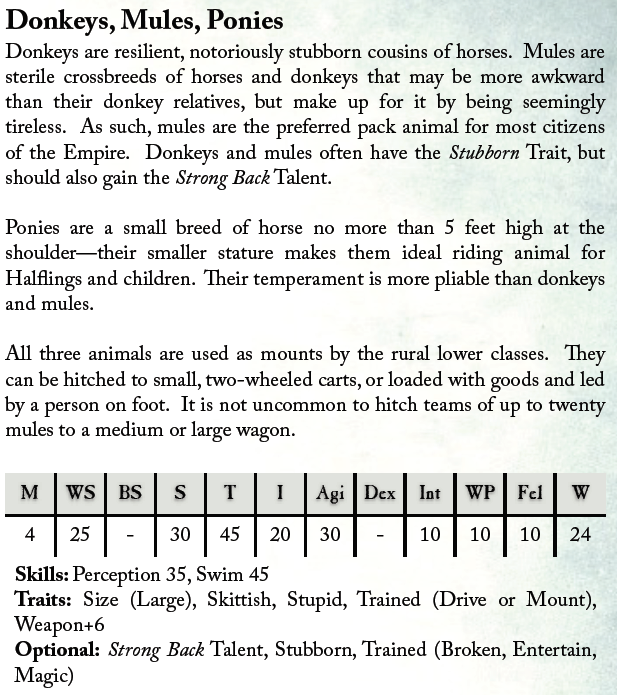 Donkeys, Mules, Ponies
Donkeys are resilient, notoriously stubborn cousins of horses. Mules are
sterile crossbreeds of horses and donkeys that may be more awkward
than their donkey relatives, but make up for it by being seemingly
tireless. As such, mules are the preferred pack animal for most citizens
of the Empire. Donkeys and mules often have the Stubborn Trait, but
should also gain the Strong Back Talent.
Ponies are a small breed of horse no more than 5 feet high at the
shoulder—their smaller stature makes them ideal riding animal for
Halflings and children. Their temperament is more pliable than donkeys
and mules.
All three animals are used as mounts by the rural lower classes. They
can be hitched to small, two-wheeled carts, or loaded with goods and led
by a person on foot. It is not uncommon to hitch teams of up to twenty
mules to a medium or large wagon.
M WS BS S T I Agi Dex Int WP Fel W
4 25 - 30 45 20 30 - 10 10 10 24
Skills: Perception 35, Swim 45
Traits: Size (Large), Skittish, Stupid, Trained (Drive or Mount),
Weapon+6
Optional: Strong Back Talent, Stubborn, Trained (Broken, Entertain,
Magic)